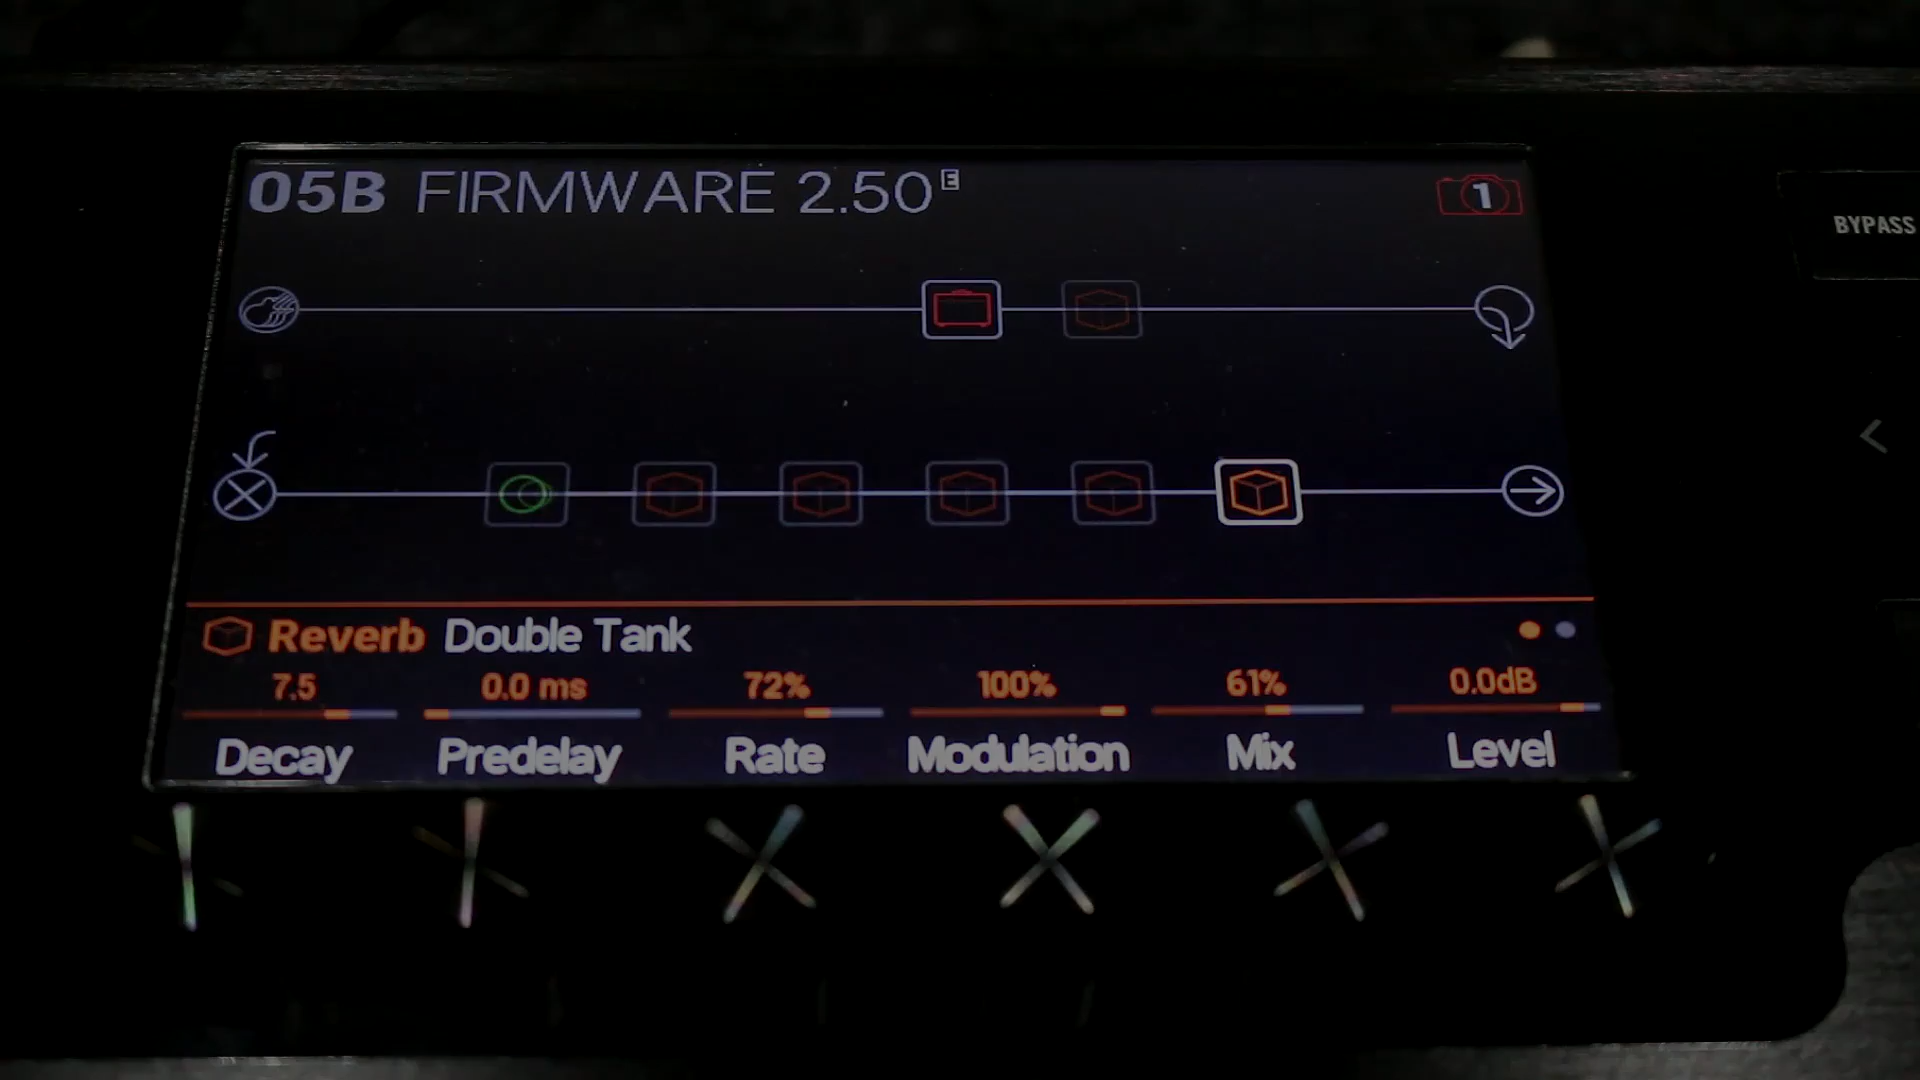 05B FIRMWARE 2.50 E
1
BYPASS
Reverb Double Tank
7.5 0.0 ms 72% 100% 61% 0.0dB
Decay Predelay Rate Modulation Mix Level